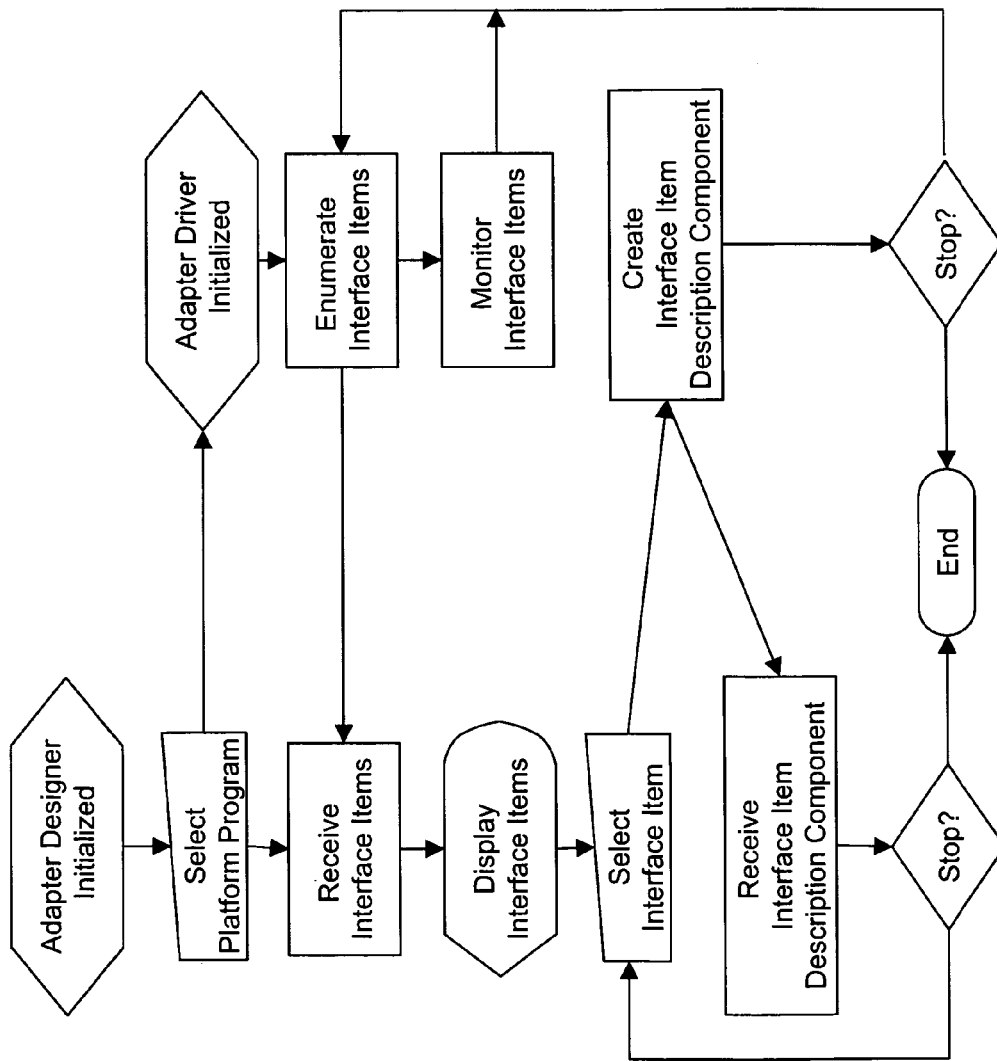 Adapter Designer
Initialized
Select
Platform Program
Receive
Interface Items
Display
Interface Items
Select
Interface Item
Receive
Interface Item
Description Component
Stop?
End
Adapter Driver
Initialized
Enumerate
Interface Items
Monitor
Interface Items
Create
Interface Item
Description Component
Stop?